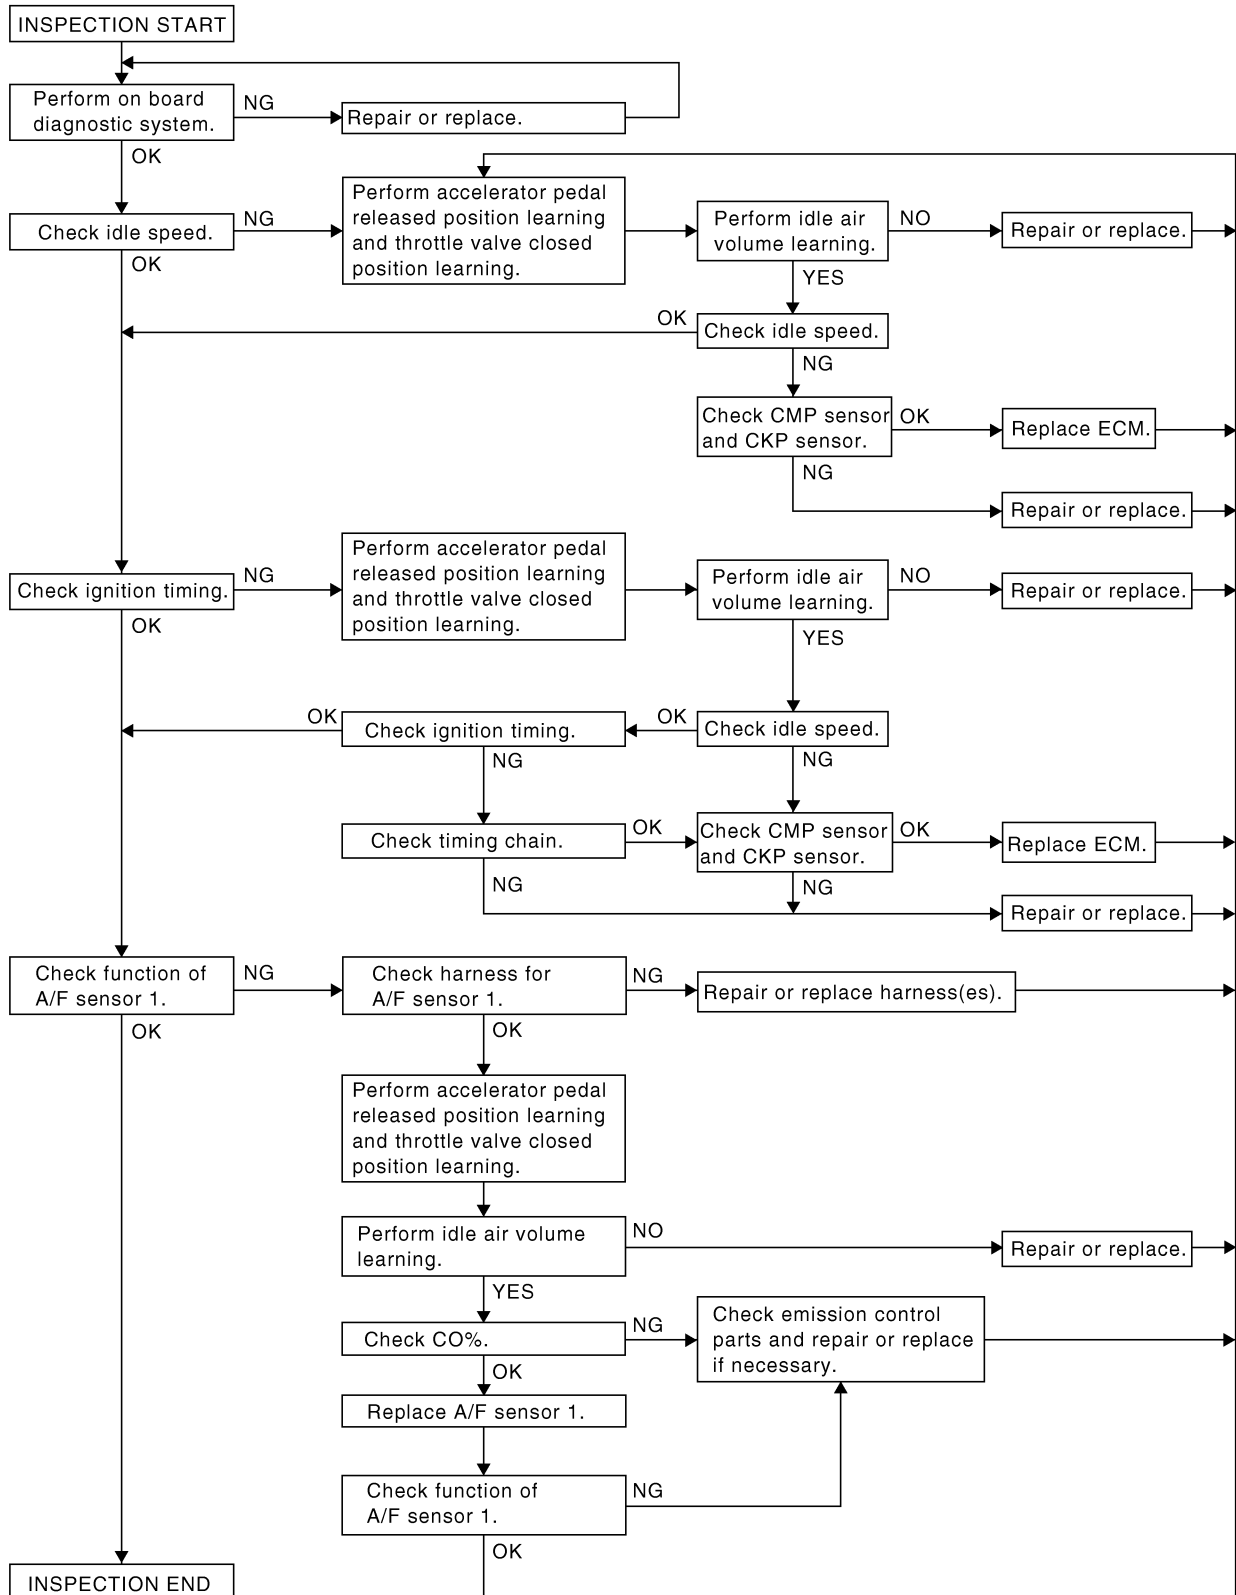 INSPECTION START
Perform on board
diagnostic system.
NG
Repair or replace.
OK
Check idle speed.
NG
Perform accelerator pedal
released position learning
and throttle valve closed
position learning.
Perform idle air
volume learning.
NO
Repair or replace.
OK
YES
OK
Check idle speed.
NG
Check CMP sensor
and CKP sensor.
OK
Replace ECM.
NG
Repair or replace.
Check ignition timing.
NG
Perform accelerator pedal
released position learning
and throttle valve closed
position learning.
Perform idle air
volume learning.
NO
Repair or replace.
OK
YES
OK
Check ignition timing.
OK
Check idle speed.
NG
NG
Check timing chain.
OK
Check CMP sensor
and CKP sensor.
OK
Replace ECM.
NG
NG
Repair or replace.
Check function of
A/F sensor 1.
NG
Check harness for
A/F sensor 1.
NG
Repair or replace harness(es).
OK
OK
Perform accelerator pedal
released position learning
and throttle valve closed
position learning.
Perform idle air volume
learning.
NO
Repair or replace.
YES
Check CO%.
NG
Check emission control
parts and repair or replace
if necessary.
OK
Replace A/F sensor 1.
Check function of
A/F sensor 1.
NG
OK
INSPECTION END